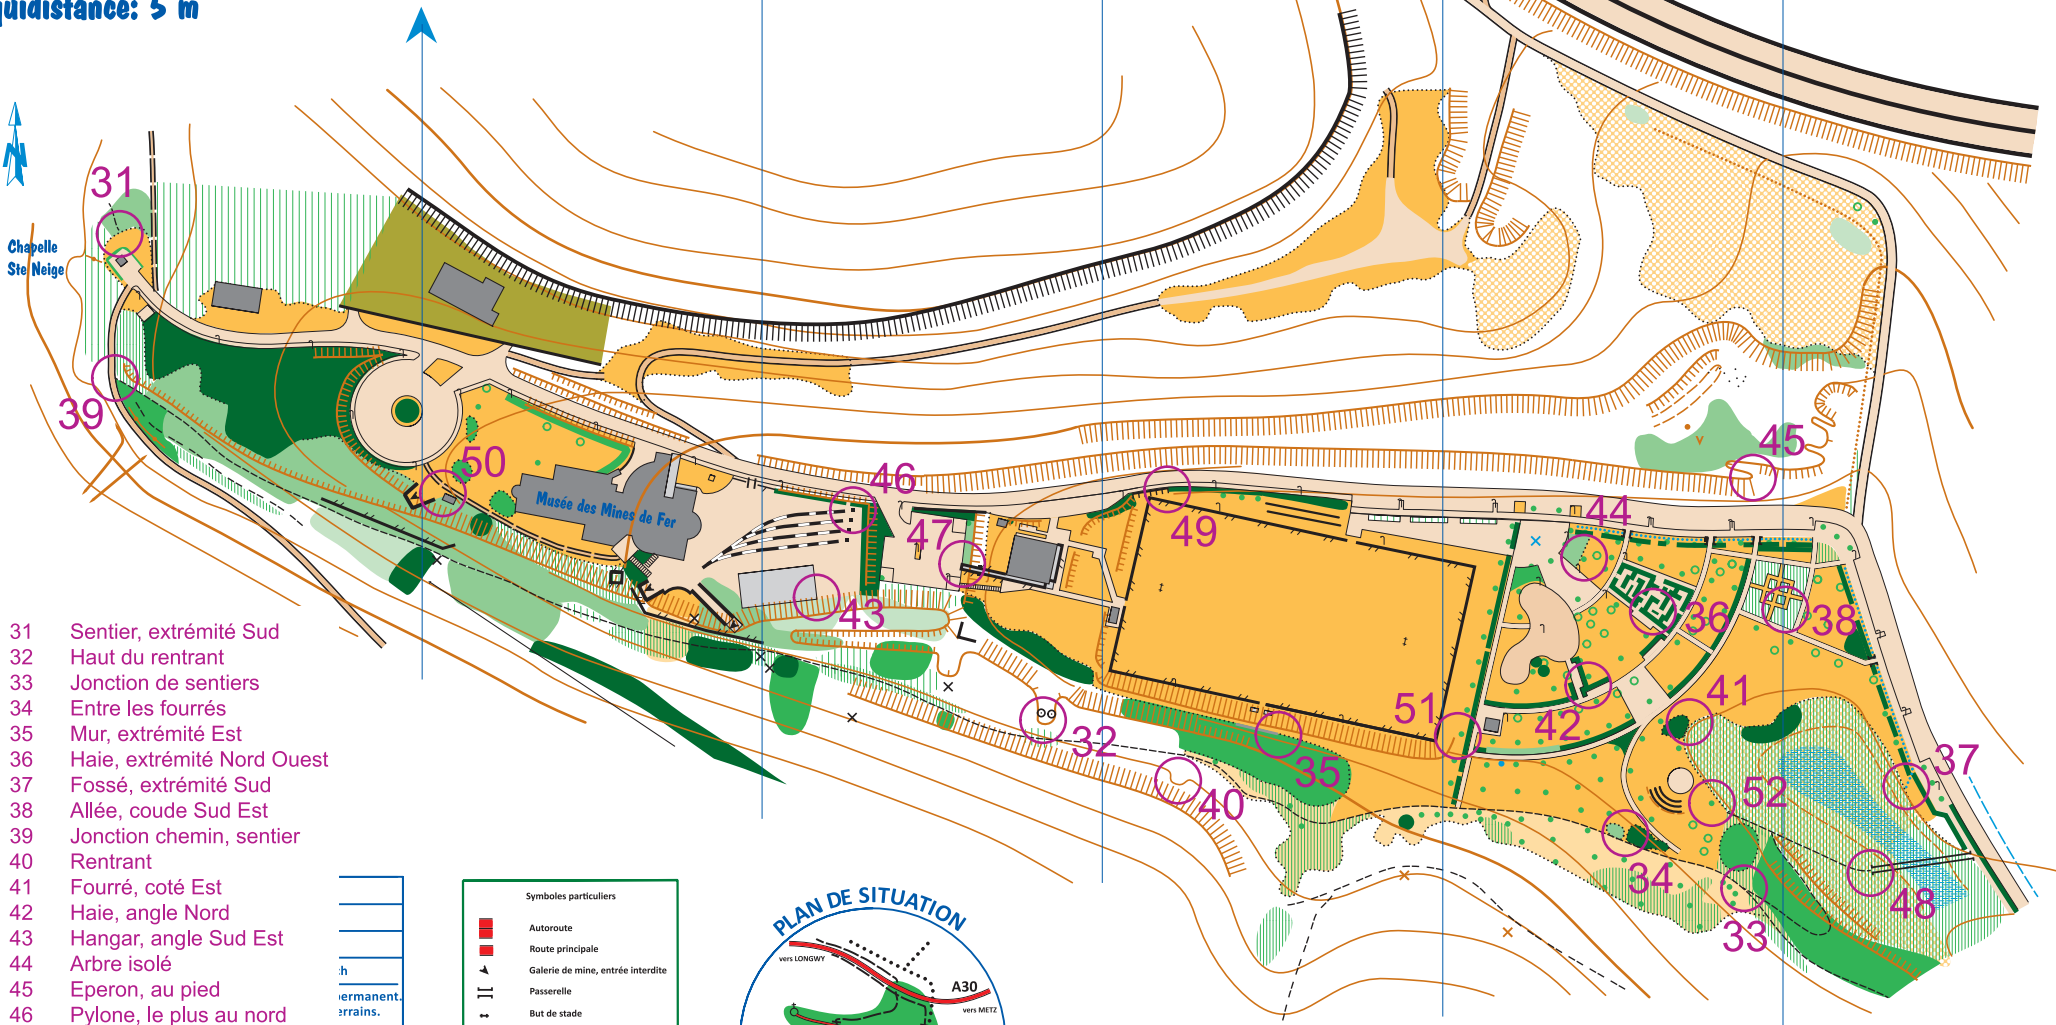 quidistance: 5 m
N
31
Chapelle
Ste Neige
39
50
Musée des Mines de Fer
46
47
43
49
45
44
36
38
41
42
51
32
35
40
52
37
34
48
33
31 Sentier, extrémité Sud
32 Haut du rentrant
33 Jonction de sentiers
34 Entre les fourrés
35 Mur, extrémité Est
36 Haie, extrémité Nord Ouest
37 Fossé, extrémité Sud
38 Allée, coude Sud Est
39 Jonction chemin, sentier
40 Rentrant
41 Fourré, coté Est
42 Haie, angle Nord
43 Hangar, angle Sud Est
44 Arbre isolé
45 Eperon, au pied
46 Pylone, le plus au nord
ch
permanent.
errains.
Symboles particuliers
Autoroute
Route principale
Galerie de mine, entrée interdite
Passerelle
But de stade
PLAN DE SITUATION
vers LONGWY
A30
vers METZ